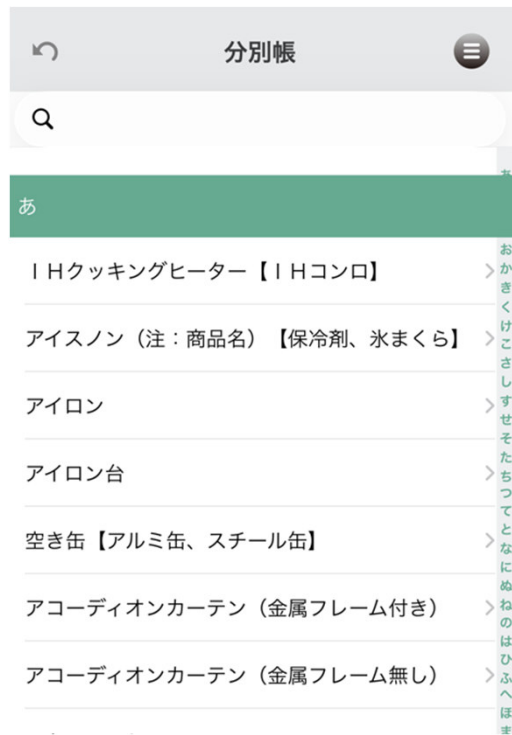 分別帳
あ
ＩＨクッキングヒーター【ＩＨコンロ】
アイスノン（注：商品名）【保冷剤、氷まくら】
アイロン
アイロン台
空き缶【アルミ缶、スチール缶】
アコーディオンカーテン（金属フレーム付き）
アコーディオンカーテン（金属フレーム無し）
あ
お
か
き
く
け
こ
さ
し
す
せ
そ
た
ち
つ
て
と
な
に
ぬ
ね
の
は
ひ
ふ
へ
ほ
ま